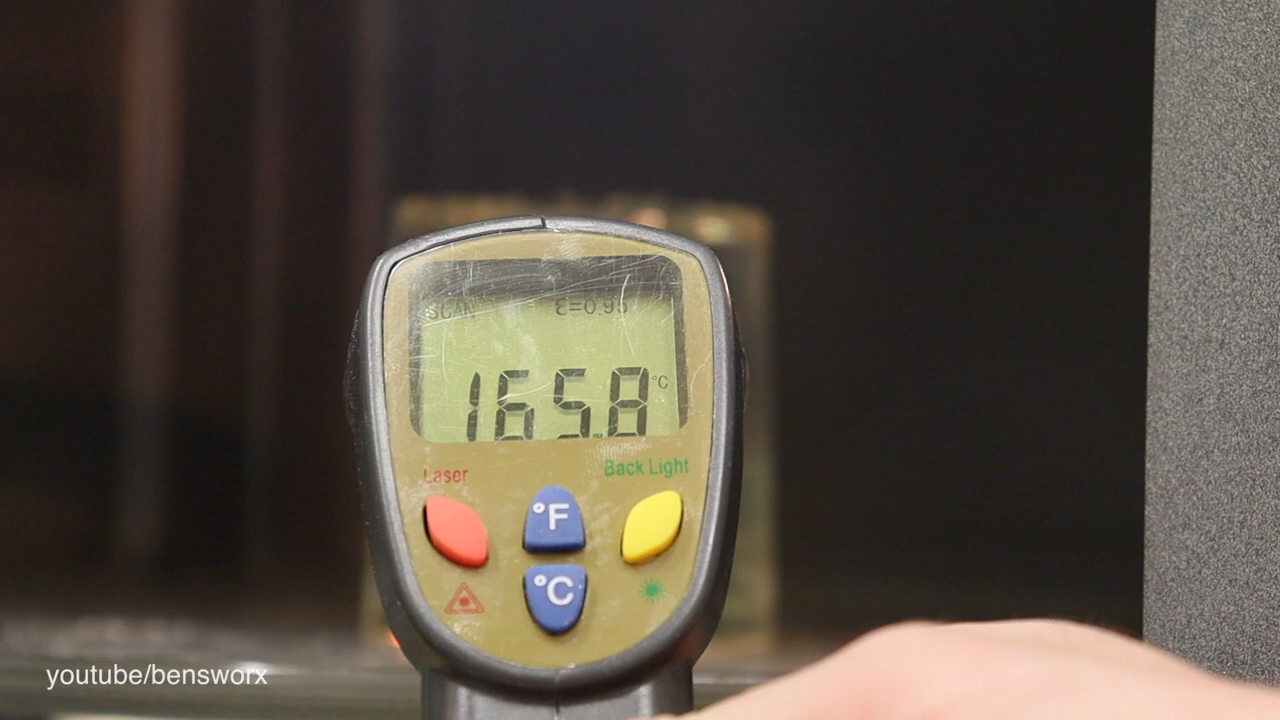 SCAN ε=0.95
165.8 °C
Laser Back Light
°F
°C
youtube/bensworx